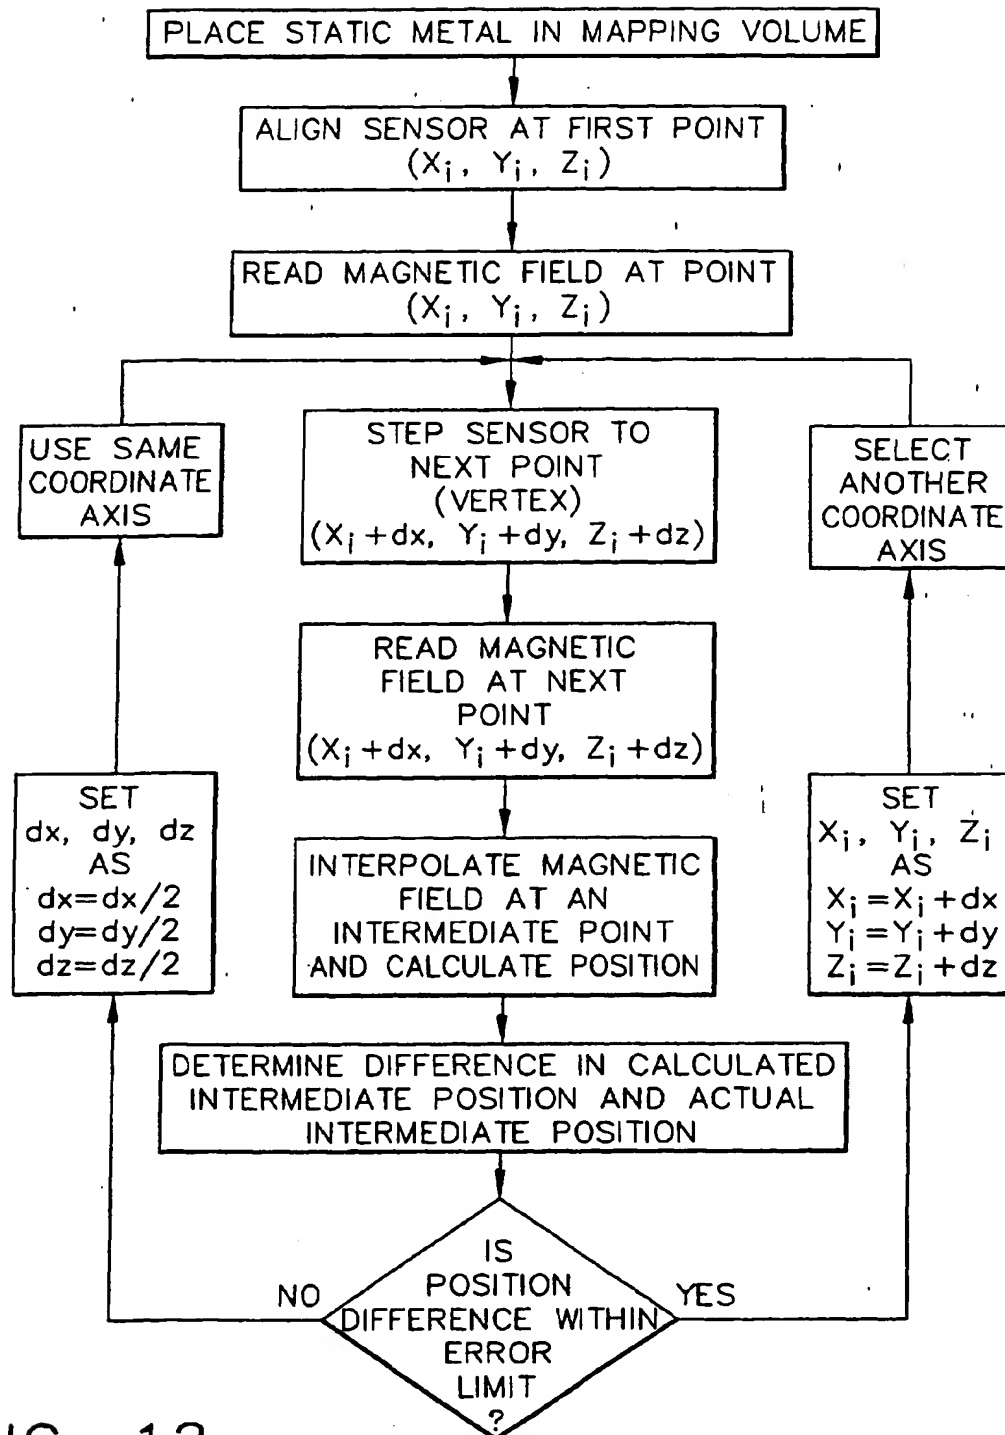 PLACE STATIC METAL IN MAPPING VOLUME
ALIGN SENSOR AT FIRST POINT
(Xi, Yi, Zi)
READ MAGNETIC FIELD AT POINT
(Xi, Yi, Zi)
USE SAME
COORDINATE
AXIS
STEP SENSOR TO
NEXT POINT
(VERTEX)
(Xi+dx, Yi+dy, Zi+dz)
SELECT
ANOTHER
COORDINATE
AXIS
READ MAGNETIC
FIELD AT NEXT
POINT
(Xi+dx, Yi+dy, Zi+dz)
SET
dx, dy, dz
AS
dx=dx/2
dy=dy/2
dz=dz/2
INTERPOLATE MAGNETIC
FIELD AT AN
INTERMEDIATE POINT
AND CALCULATE POSITION
SET
Xi, Yi, Zi
AS
Xi=Xi+dx
Yi=Yi+dy
Zi=Zi+dz
DETERMINE DIFFERENCE IN CALCULATED
INTERMEDIATE POSITION AND ACTUAL
INTERMEDIATE POSITION
NO
IS
POSITION
DIFFERENCE WITHIN
ERROR
LIMIT
?
YES